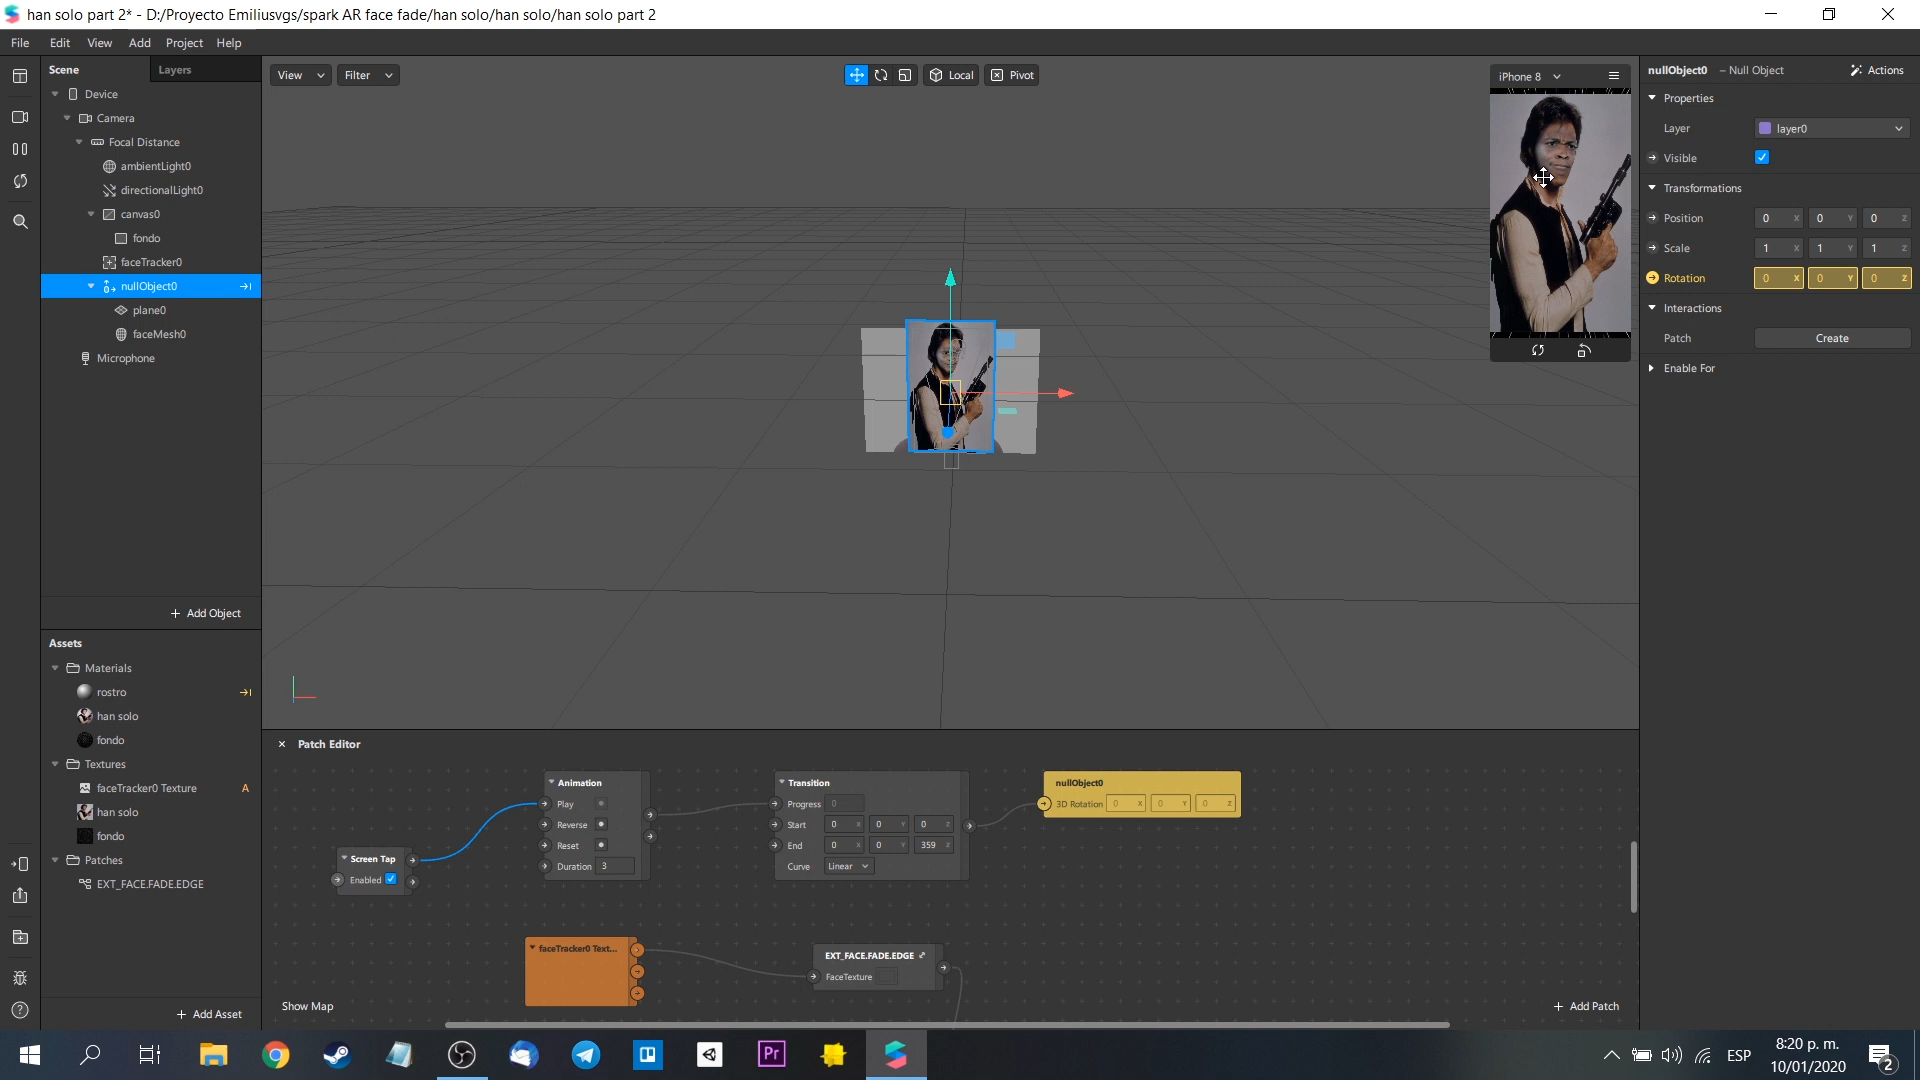 han solo part 2* - D:/Proyecto Emiliusvgs/spark AR face fade/han solo/han solo/han solo part 2
File Edit View Add Project Help
Scene Layers
Device
Camera
Focal Distance
ambientLight0
directionalLight0
canvas0
fondo
faceTracker0
nullObject0
plane0
faceMesh0
Microphone
+ Add Object
Assets
Materials
rostro
han solo
fondo
Textures
faceTracker0 Texture A
han solo
fondo
Patches
EXT_FACE.FADE.EDGE
+ Add Asset
View Filter Local Pivot
iPhone 8
nullObject0 – Null Object Actions
Properties
Layer layer0
Visible
Transformations
Position 0 X 0 Y 0 Z
Scale 1 X 1 Y 1 Z
Rotation 0 X 0 Y 0 Z
Interactions
Patch Create
Enable For
Patch Editor
Screen Tap
Enabled
Animation
Play
Reverse
Reset
Duration 3
Transition
Progress 0
Start 0 X 0 Y 0 Z
End 0 X 0 Y 359 Z
Curve Linear
nullObject0
3D Rotation 0 X 0 Y 0 Z
faceTracker0 Text...
EXT_FACE.FADE.EDGE
FaceTexture
Show Map
+ Add Patch
Pr
ESP
8:20 p. m.
10/01/2020
2